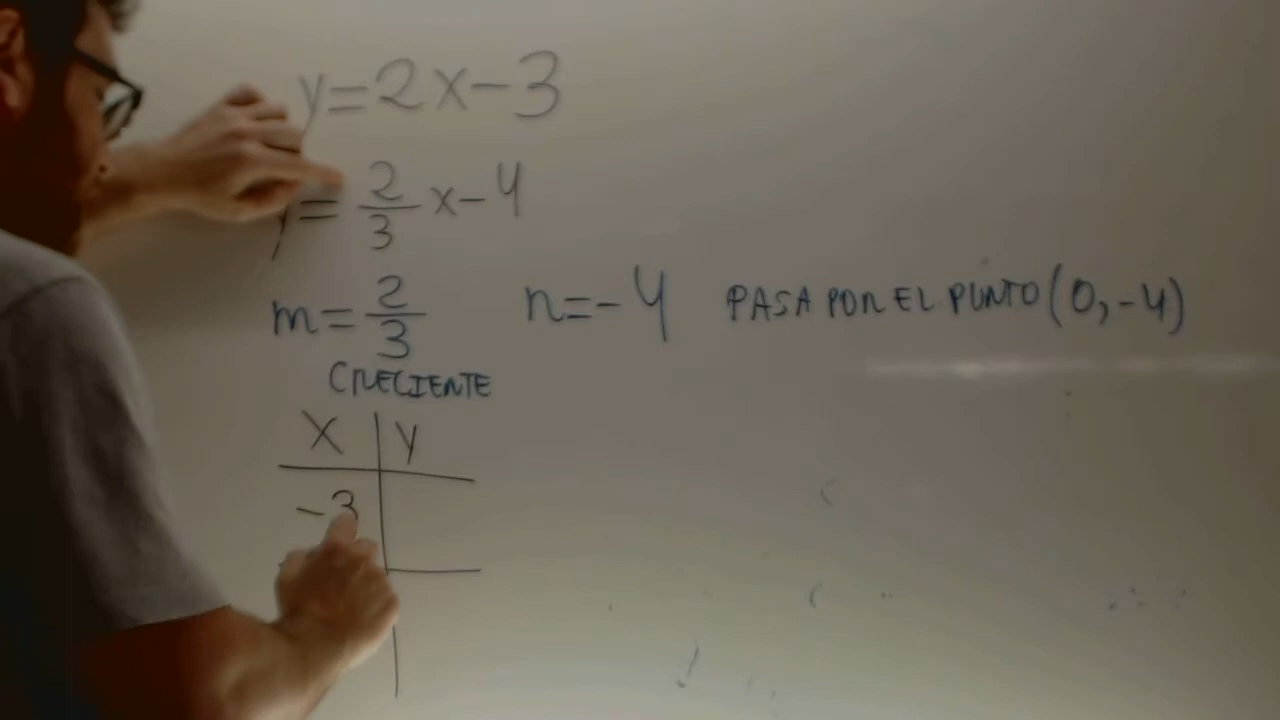 y=2x-3
y=2/3 x-4
m=2/3 n=-4 PASA POR EL PUNTO (0,-4)
CRECIENTE
X Y
-3